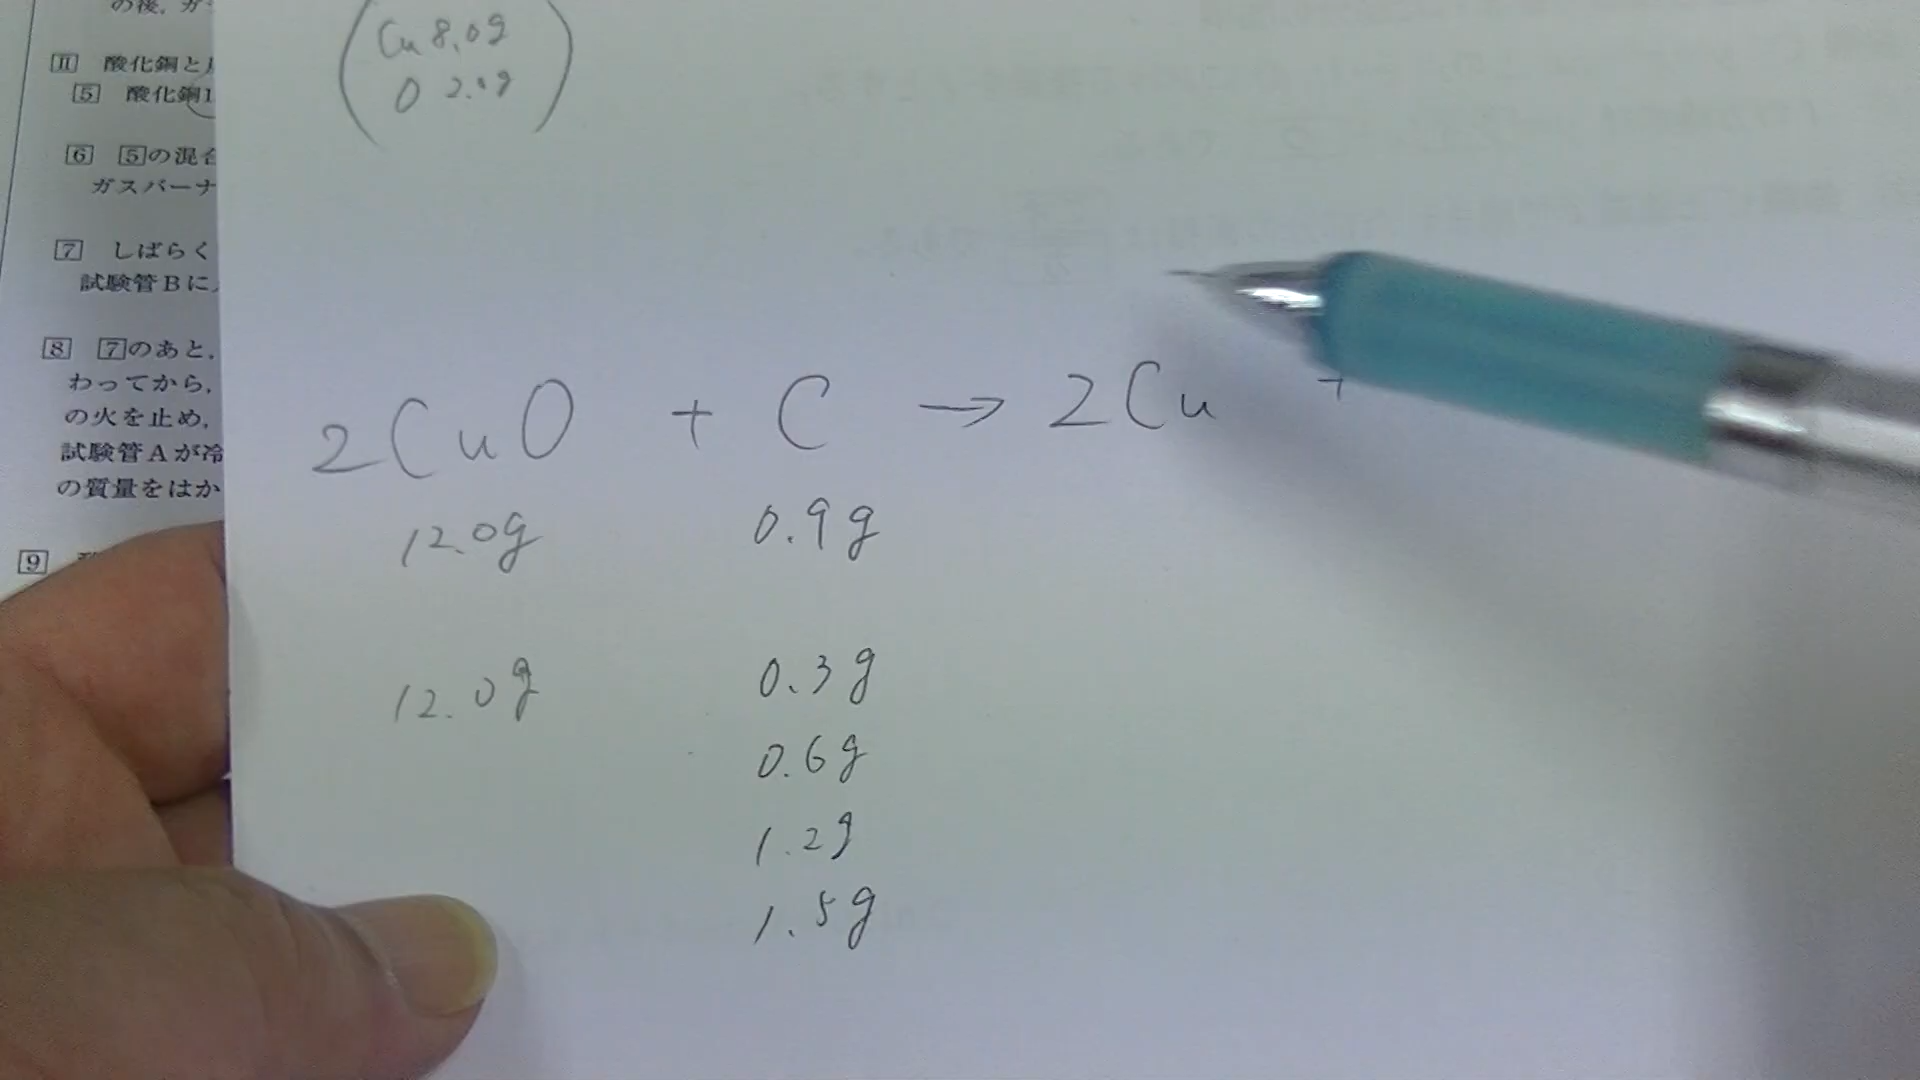 の後,ガ
Ⅱ 酸化銅と
5 酸化銅1
6 5の混合
ガスバーナ
7 しばらく
試験管Bに
8 7のあと,
わってから,
の火を止め,
試験管Aが冷
の質量をはか
9
Cu 8.0g
O 2.0g
2CuO + C → 2Cu +
12.0g 0.9g
12.0g 0.3g
0.6g
1.2g
1.5g